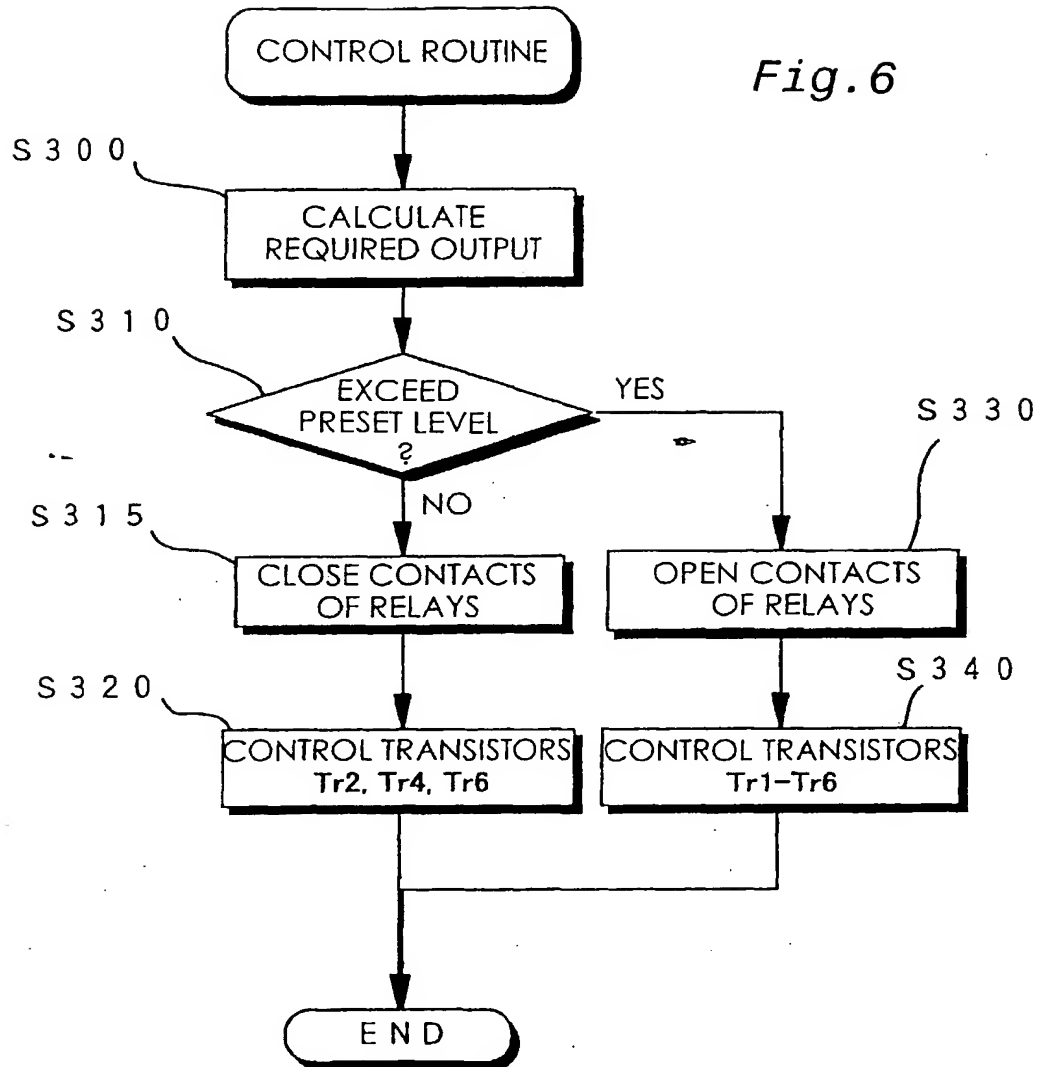 CONTROL ROUTINE
Fig.6
S300
CALCULATE
REQUIRED OUTPUT
S310
EXCEED
PRESET LEVEL
?
YES
NO
S315
CLOSE CONTACTS
OF RELAYS
S330
OPEN CONTACTS
OF RELAYS
S320
CONTROL TRANSISTORS
Tr2, Tr4, Tr6
S340
CONTROL TRANSISTORS
Tr1-Tr6
END